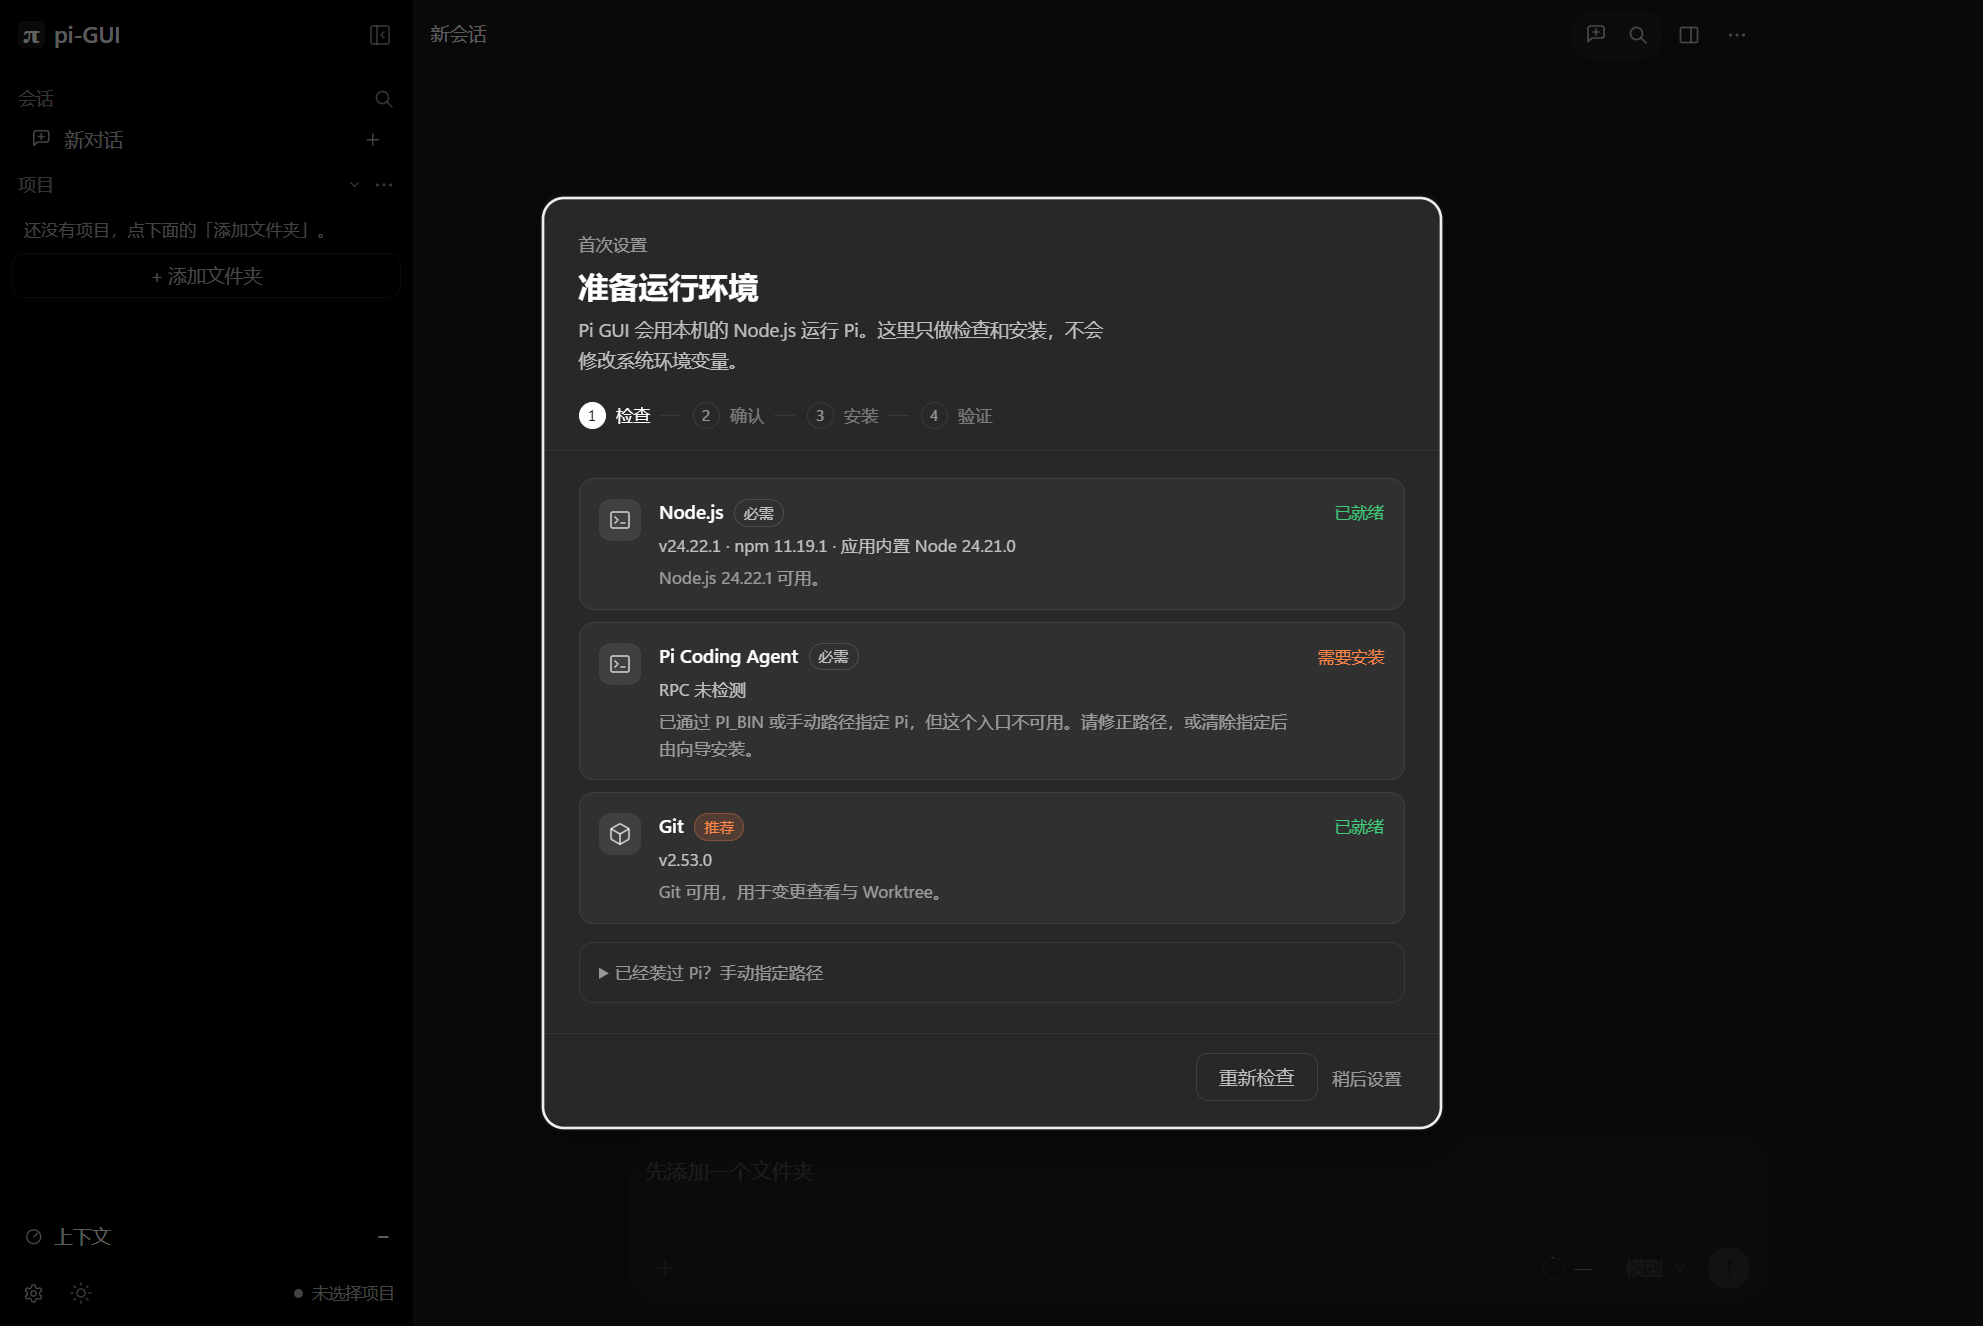 π pi-GUI
会话
新对话
项目
还没有项目，点下面的「添加文件夹」。
+ 添加文件夹
上下文
未选择项目
新会话
首次设置
准备运行环境
Pi GUI 会用本机的 Node.js 运行 Pi。这里只做检查和安装，不会
修改系统环境变量。
1 检查 2 确认 3 安装 4 验证
Node.js 必需 已就绪
v24.22.1 · npm 11.19.1 · 应用内置 Node 24.21.0
Node.js 24.22.1 可用。
Pi Coding Agent 必需 需要安装
RPC 未检测
已通过 PI_BIN 或手动路径指定 Pi，但这个入口不可用。请修正路径，或清除指定后
由向导安装。
Git 推荐 已就绪
v2.53.0
Git 可用，用于变更查看与 Worktree。
▶ 已经装过 Pi？手动指定路径
重新检查 稍后设置
先添加一个文件夹
模型